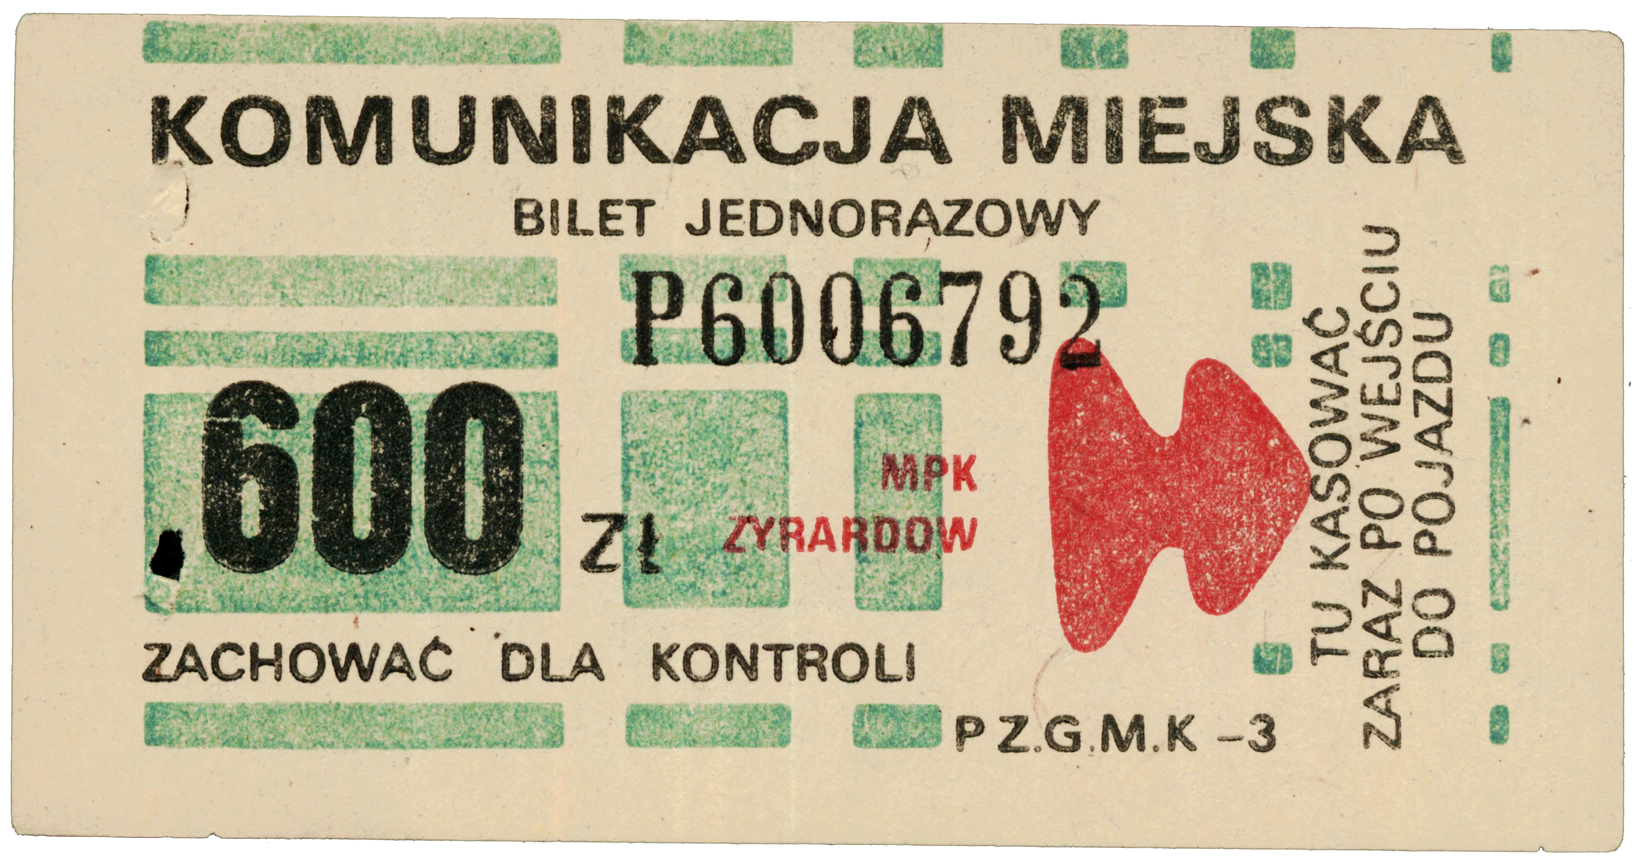 KOMUNIKACJA MIEJSKA
BILET JEDNORAZOWY
P6006792
600 ZŁ
MPK
ZYRARDOW
ZACHOWAĆ DLA KONTROLI
P.Z.G.M.K -3
TU KASOWAĆ
ZARAZ PO WEJŚCIU
DO POJAZDU